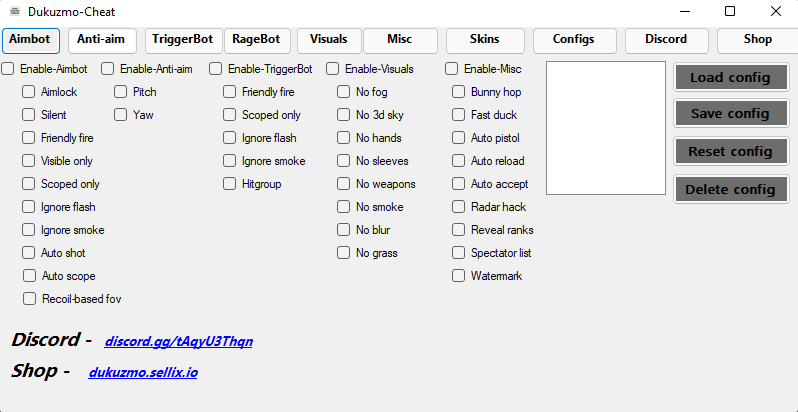 Dukuzmo-Cheat
Aimbot Anti-aim TriggerBot RageBot Visuals Misc Skins Configs Discord Shop
Enable-Aimbot Enable-Anti-aim Enable-TriggerBot Enable-Visuals Enable-Misc Load config
Aimlock Pitch Friendly fire No fog Bunny hop
Silent Yaw Scoped only No 3d sky Fast duck Save config
Friendly fire Ignore flash No hands Auto pistol
Visible only Ignore smoke No sleeves Auto reload Reset config
Scoped only Hitgroup No weapons Auto accept Delete config
Ignore flash No smoke Radar hack
Ignore smoke No blur Reveal ranks
Auto shot No grass Spectator list
Auto scope Watermark
Recoil-based fov
Discord - discord.gg/tAqyU3Thqn
Shop - dukuzmo.sellix.io